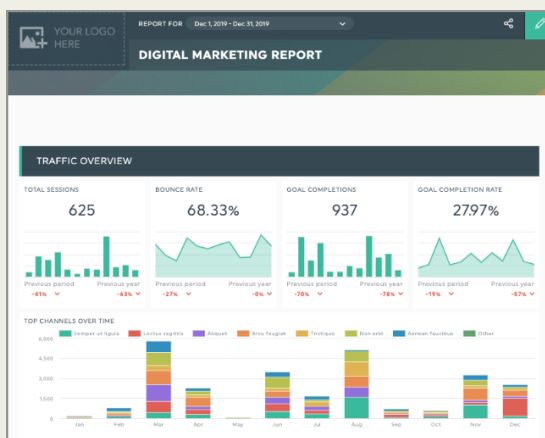 YOUR LOGO
HERE
REPORT FOR Dec 1, 2019 - Dec 31, 2019
DIGITAL MARKETING REPORT
TRAFFIC OVERVIEW
TOTAL SESSIONS BOUNCE RATE GOAL COMPLETIONS GOAL COMPLETION RATE
625 68.33% 937 27.97%
Previous period Previous year Previous period Previous year Previous period Previous year Previous period Previous year
-41% -63% -27% -0% -70% -78% -19% -57%
TOP CHANNELS OVER TIME
Semper ut ligula Lectus sagittis Aliquet Arcu feugiat Tristique Non erat Aenean faucibus Other
6,000
4,500
3,000
1,500
0
Jan Feb Mar Apr May Jun Jul Aug Sep Oct Nov Dec